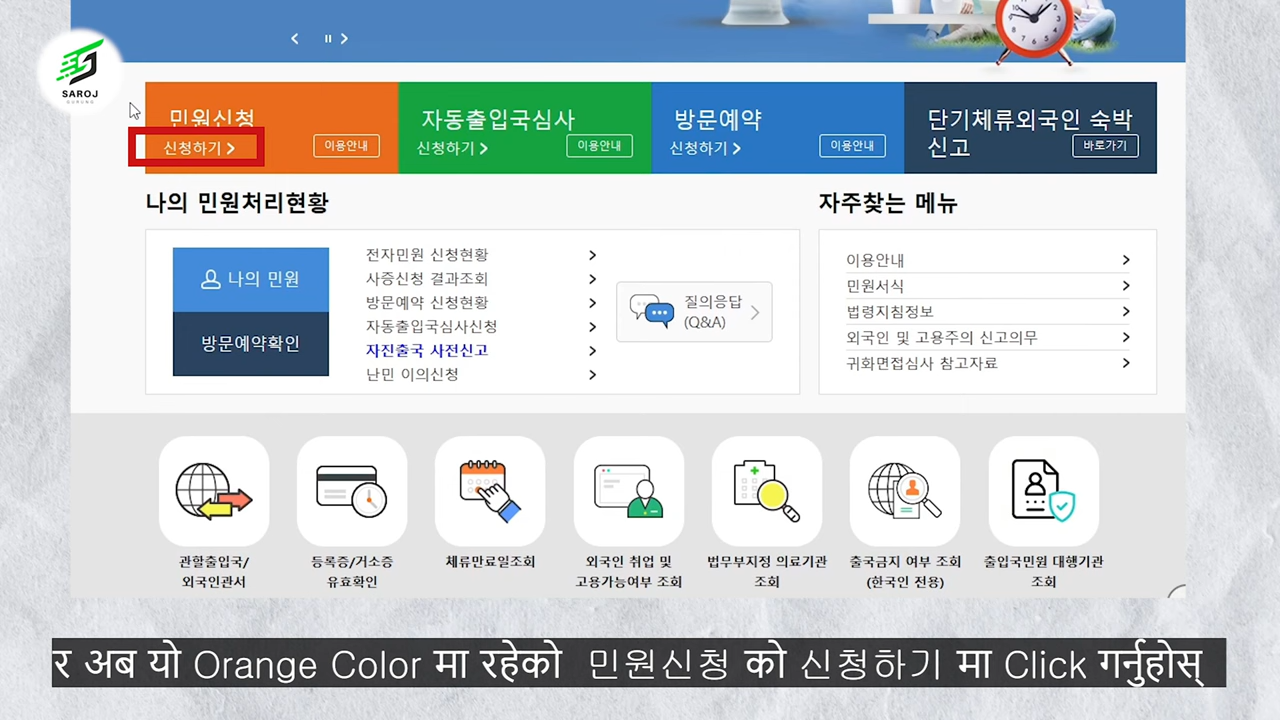 SAROJ
GURUNG
민원신청
신청하기
이용안내
자동출입국심사
신청하기
이용안내
방문예약
신청하기
이용안내
단기체류외국인 숙박
신고
바로가기
나의 민원처리현황
나의 민원
방문예약확인
전자민원 신청현황
사증신청 결과조회
방문예약 신청현황
자동출입국심사신청
자진출국 사전신고
난민 이의신청
질의응답
(Q&A)
자주찾는 메뉴
이용안내
민원서식
법령지침정보
외국인 및 고용주의 신고의무
귀화면접심사 참고자료
관할출입국/
외국인관서
등록증/거소증
유효확인
체류만료일조회
외국인 취업 및
고용가능여부 조회
법무부지정 의료기관
조회
출국금지 여부 조회
(한국인 전용)
출입국민원 대행기관
조회
र अब यो Orange Color मा रहेको 민원신청 को 신청하기 मा Click गर्नुहोस्